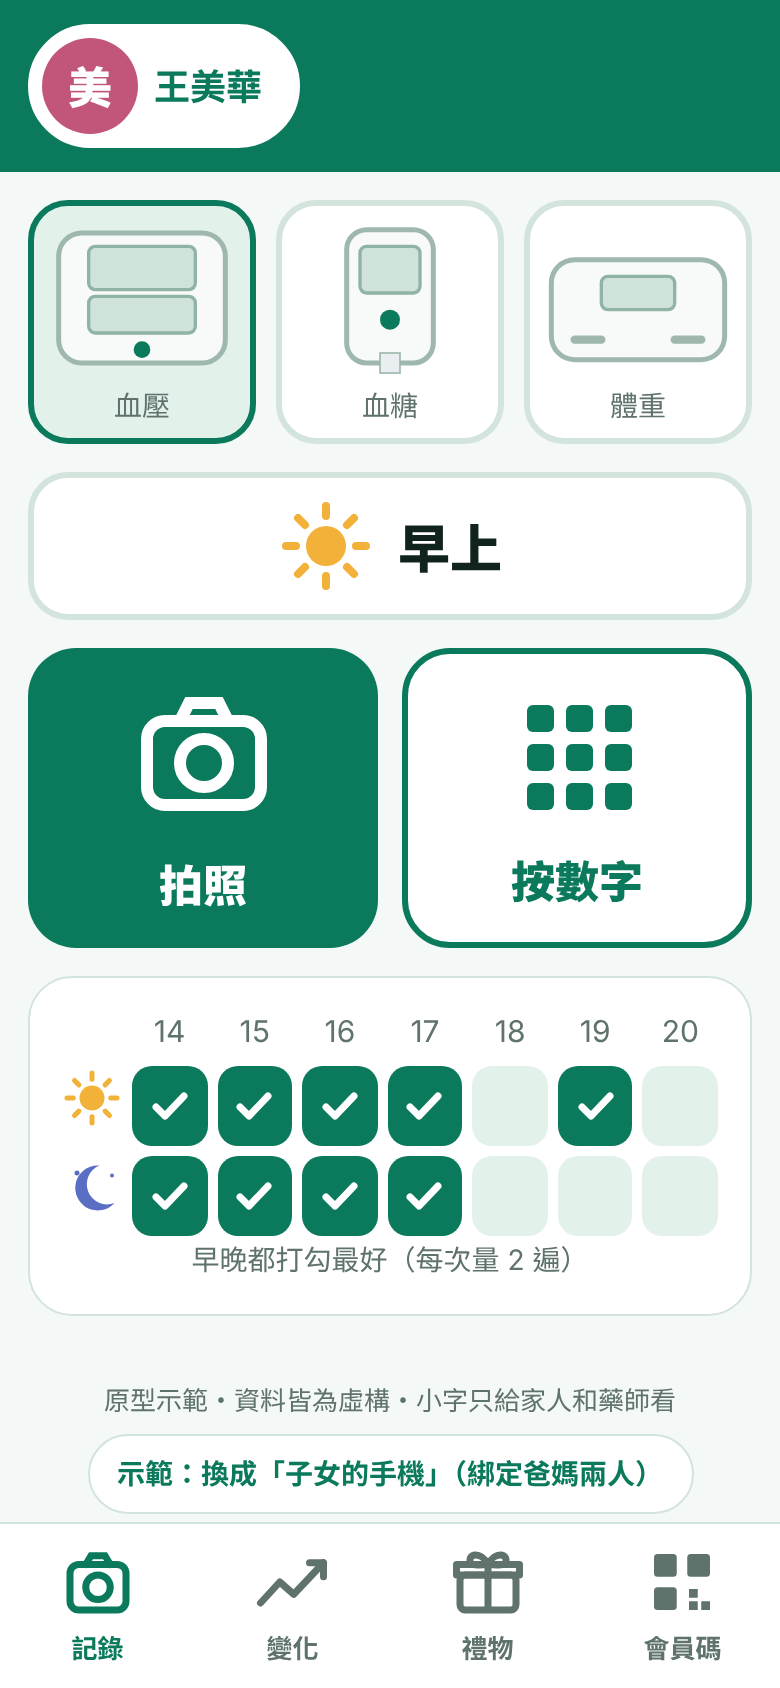 美 王美華
血壓 血糖 體重
早上
拍照 按數字
14 15 16 17 18 19 20
早晚都打勾最好（每次量 2 遍）
原型示範・資料皆為虛構・小字只給家人和藥師看
示範：換成「子女的手機」（綁定爸媽兩人）
記錄 變化 禮物 會員碼